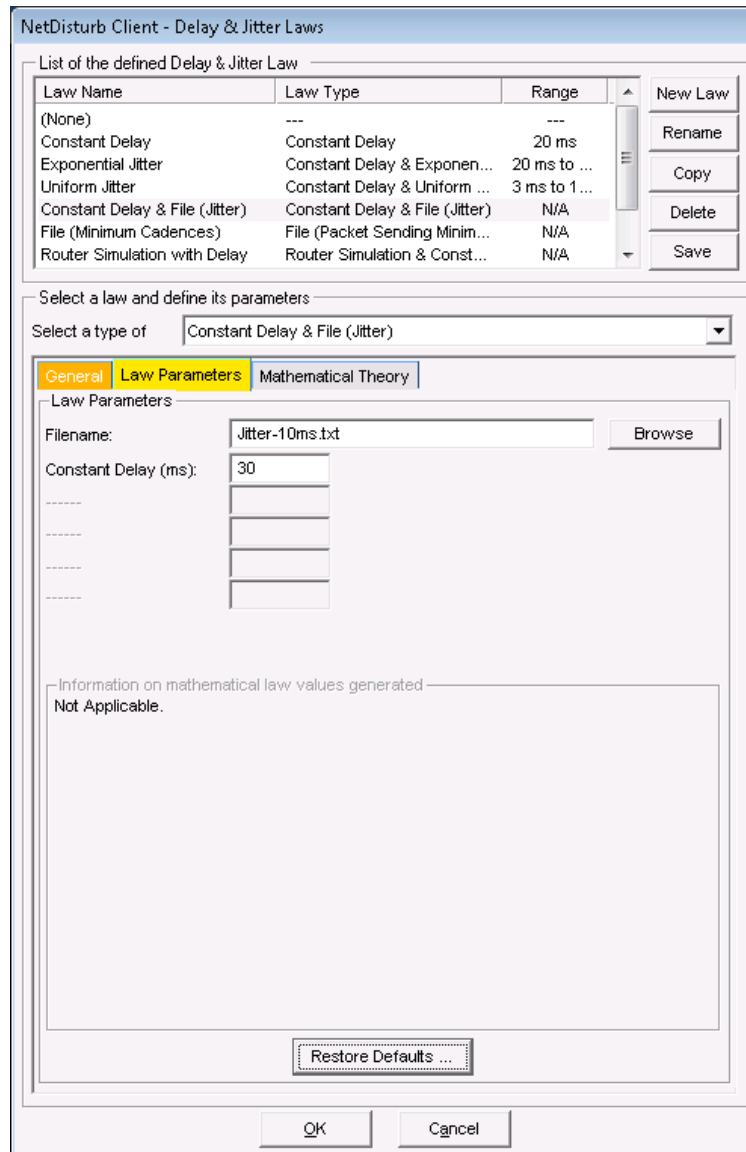 NetDisturb Client - Delay & Jitter Laws
List of the defined Delay & Jitter Law
Law Name Law Type Range
(None) --- ---
Constant Delay Constant Delay 20 ms
Exponential Jitter Constant Delay & Exponen... 20 ms to ...
Uniform Jitter Constant Delay & Uniform ... 3 ms to 1...
Constant Delay & File (Jitter) Constant Delay & File (Jitter) N/A
File (Minimum Cadences) File (Packet Sending Minim... N/A
Router Simulation with Delay Router Simulation & Const... N/A
New Law
Rename
Copy
Delete
Save
Select a law and define its parameters
Select a type of Constant Delay & File (Jitter)
General Law Parameters Mathematical Theory
Law Parameters
Filename: Jitter-10ms.txt Browse
Constant Delay (ms): 30
------
------
------
------
Information on mathematical law values generated
Not Applicable.
Restore Defaults ...
OK Cancel